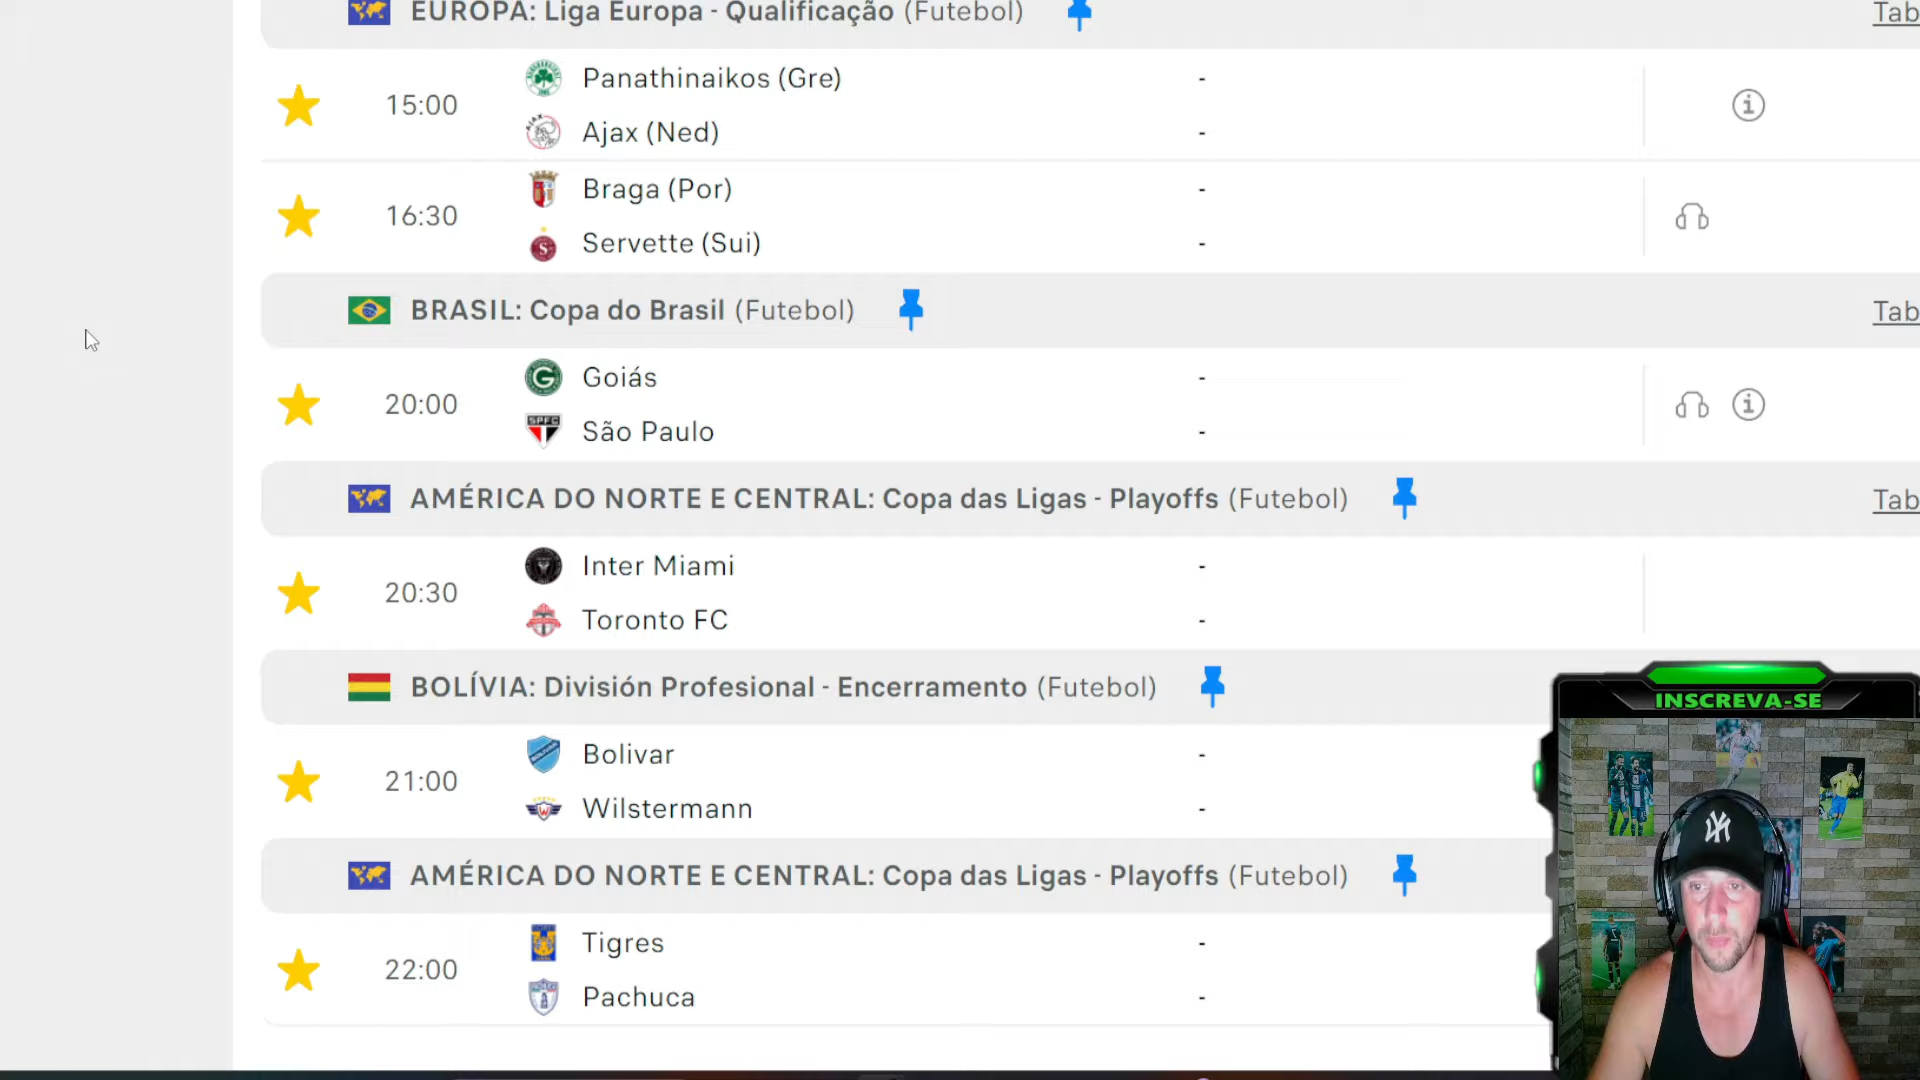 EUROPA: Liga Europa - Qualificação (Futebol) Tab
15:00 Panathinaikos (Gre) -
Ajax (Ned) -
16:30 Braga (Por) -
Servette (Sui) -
BRASIL: Copa do Brasil (Futebol) Tab
20:00 Goiás -
São Paulo -
AMÉRICA DO NORTE E CENTRAL: Copa das Ligas - Playoffs (Futebol) Tab
20:30 Inter Miami -
Toronto FC -
BOLÍVIA: División Profesional - Encerramento (Futebol)
INSCREVA-SE
21:00 Bolivar -
Wilstermann -
AMÉRICA DO NORTE E CENTRAL: Copa das Ligas - Playoffs (Futebol)
22:00 Tigres -
Pachuca -